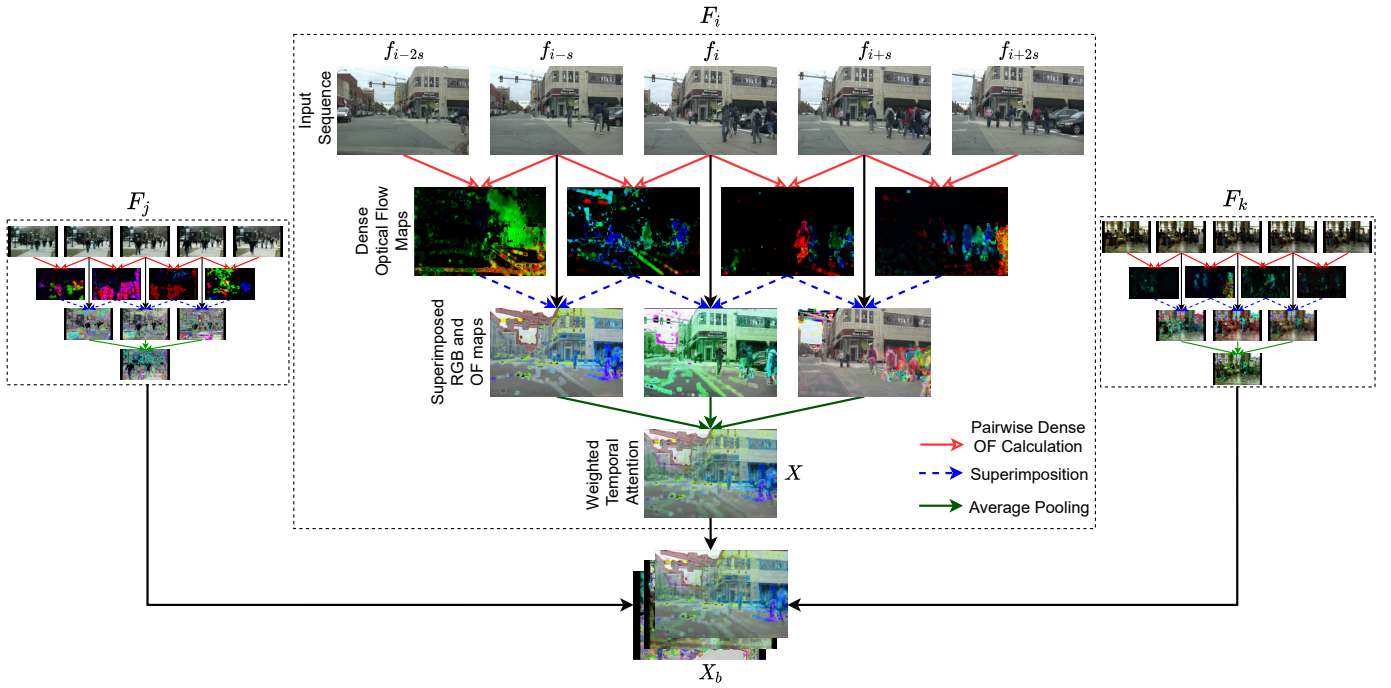 F_i
f_{i-2s} f_{i-s} f_i f_{i+s} f_{i+2s}
Input
Sequence
Dense
Optical Flow
Maps
F_j
F_k
Superimposed
RGB and
OF maps
Weighted
Temporal
Attention
X
Pairwise Dense
OF Calculation
Superimposition
Average Pooling
X_b